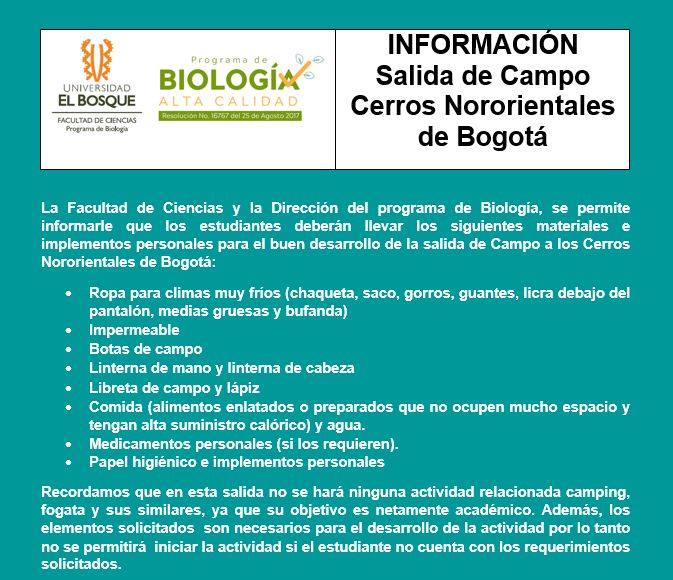 UNIVERSIDAD
EL BOSQUE
FACULTAD DE CIENCIAS
Programa de Biología
Programa de
BIOLOGÍA
ALTA CALIDAD
Resolución No. 16767 del 25 de Agosto 2017
INFORMACIÓN
Salida de Campo
Cerros Nororientales
de Bogotá
La Facultad de Ciencias y la Dirección del programa de Biología, se permite
informarle que los estudiantes deberán llevar los siguientes materiales e
implementos personales para el buen desarrollo de la salida de Campo a los Cerros
Nororientales de Bogotá:
• Ropa para climas muy fríos (chaqueta, saco, gorros, guantes, licra debajo del
pantalón, medias gruesas y bufanda)
• Impermeable
• Botas de campo
• Linterna de mano y linterna de cabeza
• Libreta de campo y lápiz
• Comida (alimentos enlatados o preparados que no ocupen mucho espacio y
tengan alta suministro calórico) y agua.
• Medicamentos personales (si los requieren).
• Papel higiénico e implementos personales
Recordamos que en esta salida no se hará ninguna actividad relacionada camping,
fogata y sus similares, ya que su objetivo es netamente académico. Además, los
elementos solicitados son necesarios para el desarrollo de la actividad por lo tanto
no se permitirá iniciar la actividad si el estudiante no cuenta con los requerimientos
solicitados.